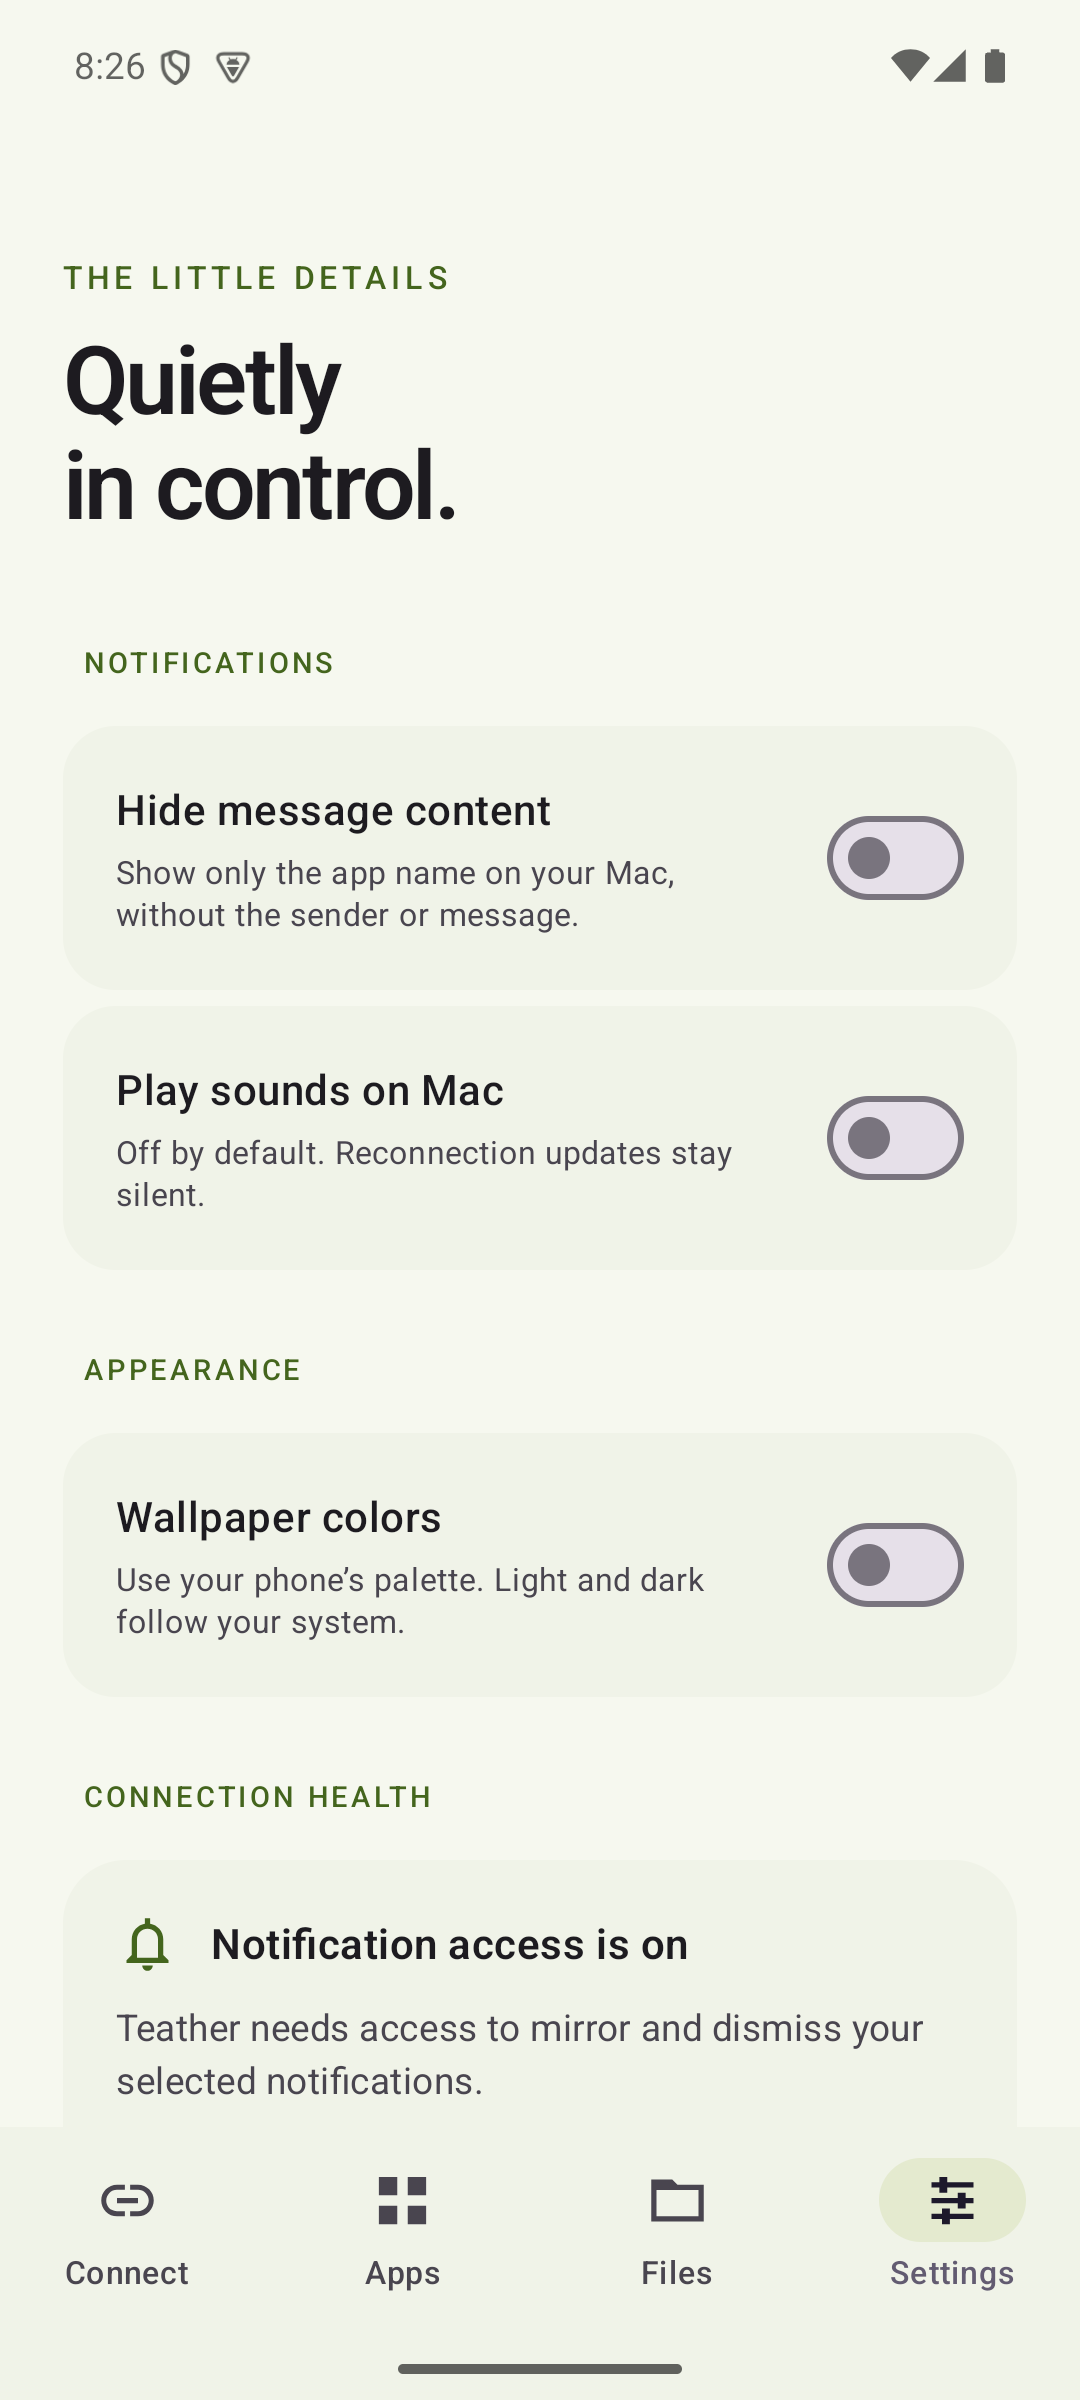 8:26
THE LITTLE DETAILS
Quietly
in control.
NOTIFICATIONS
Hide message content
Show only the app name on your Mac,
without the sender or message.
Play sounds on Mac
Off by default. Reconnection updates stay
silent.
APPEARANCE
Wallpaper colors
Use your phone’s palette. Light and dark
follow your system.
CONNECTION HEALTH
Notification access is on
Teather needs access to mirror and dismiss your
selected notifications.
Connect
Apps
Files
Settings